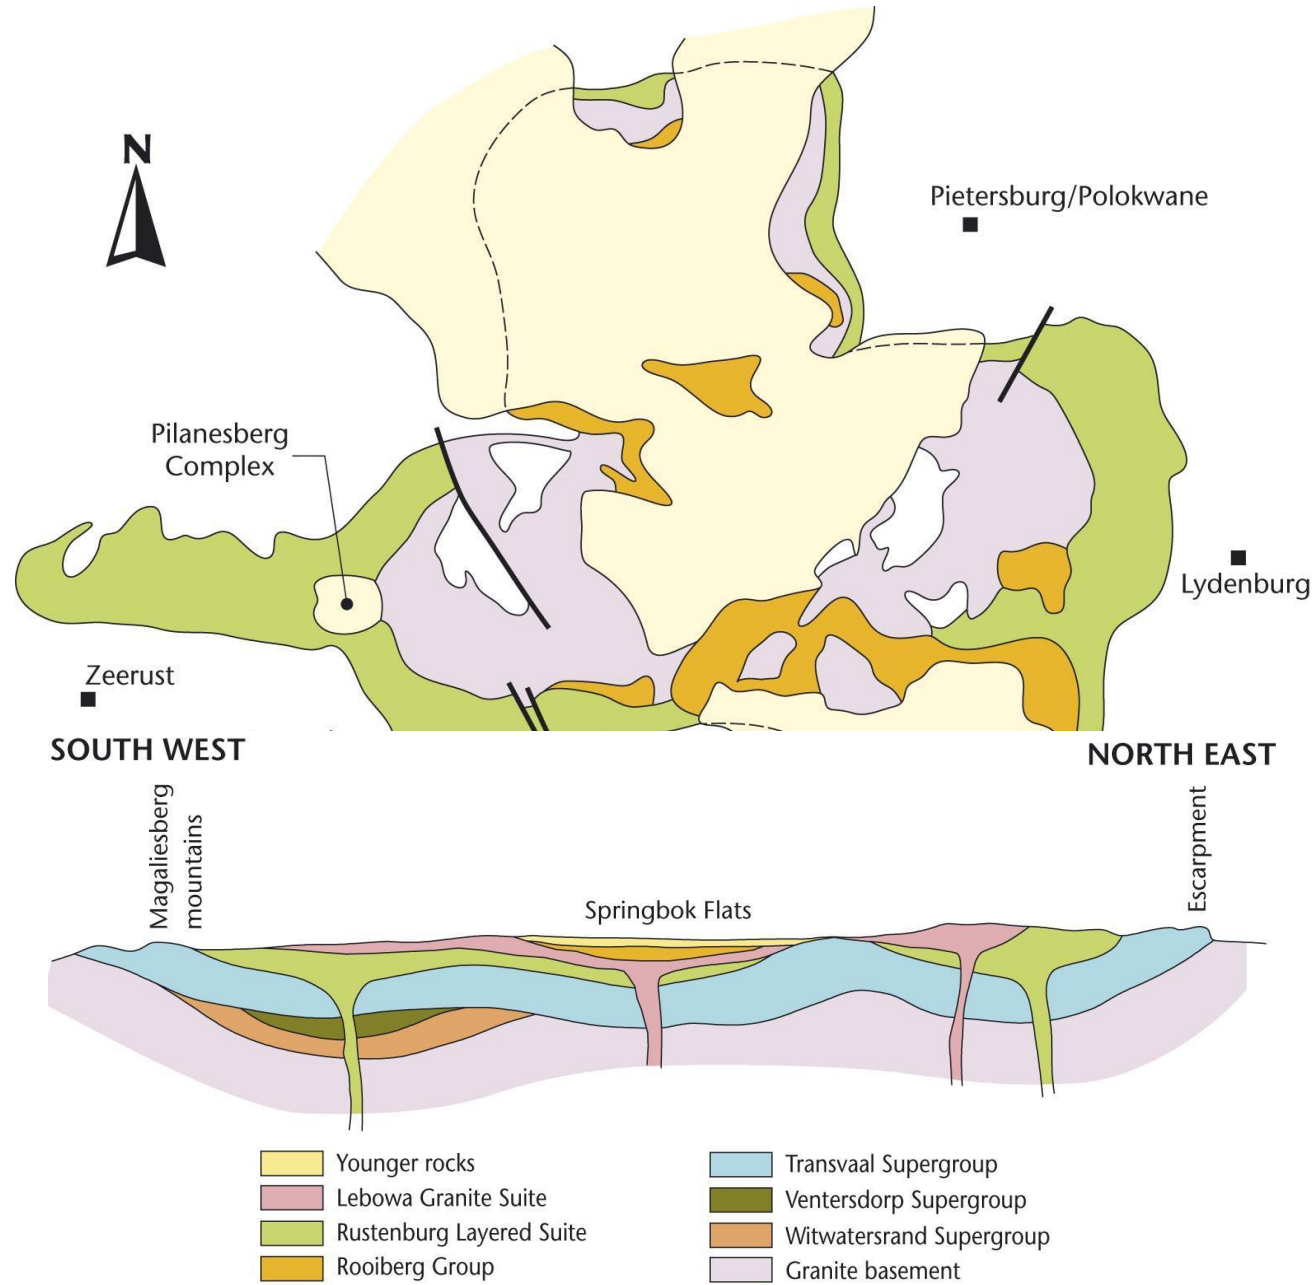 N
Pietersburg/Polokwane
Pilanesberg
Complex
Lydenburg
Zeerust
SOUTH WEST
NORTH EAST
Magaliesberg
mountains
Springbok Flats
Escarpment
Younger rocks
Lebowa Granite Suite
Rustenburg Layered Suite
Rooiberg Group
Transvaal Supergroup
Ventersdorp Supergroup
Witwatersrand Supergroup
Granite basement